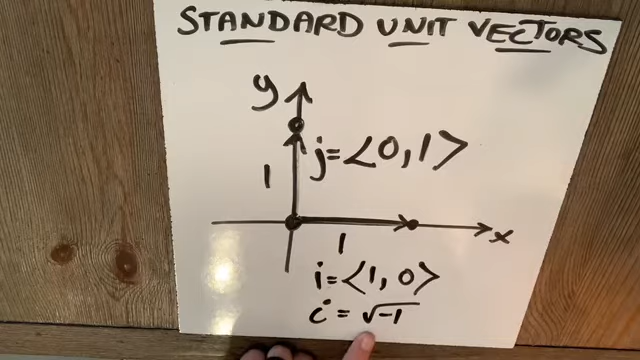 STANDARD UNIT VECTORS
y
j=<0,1>
1
x
1
i=<1,0>
i=√-1